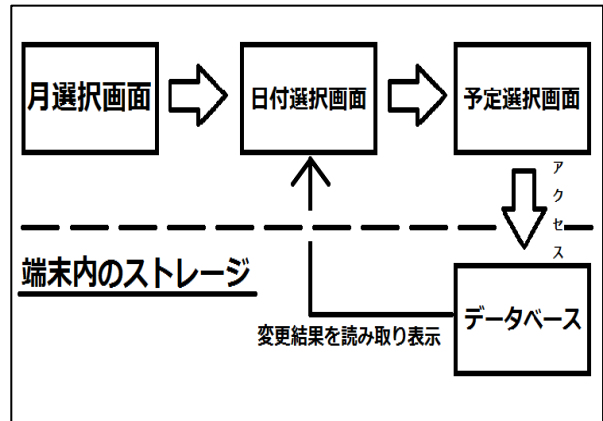 月選択画面
日付選択画面
予定選択画面
アクセス
端末内のストレージ
データベース
変更結果を読み取り表示